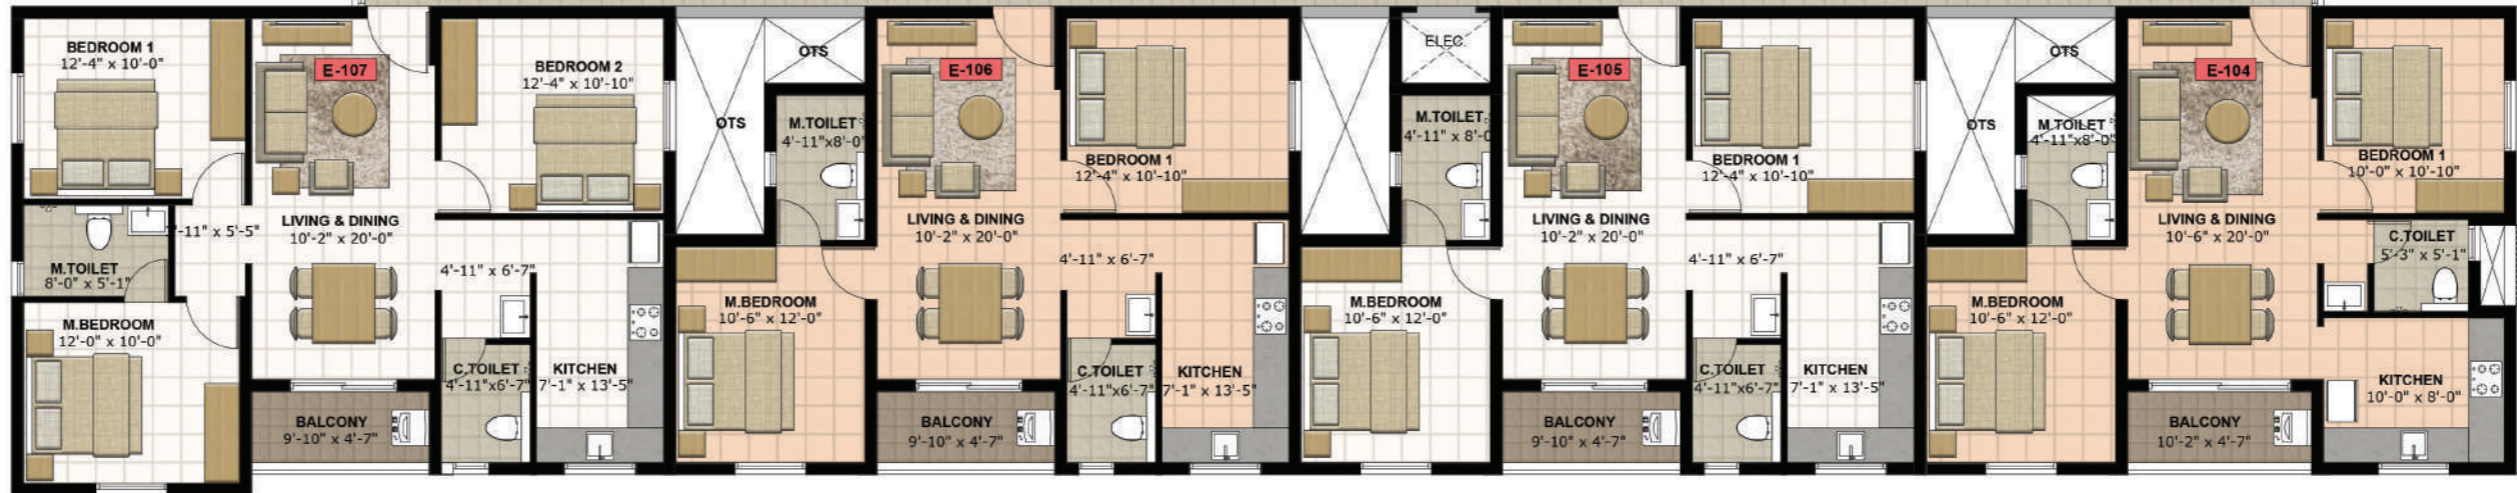 BEDROOM 1
12'-4" x 10'-0"
E-107
BEDROOM 2
12'-4" x 10'-10"
LIVING & DINING
10'-2" x 20'-0"
-11" x 5'-5"
M.TOILET
8'-0" x 5'-1"
4'-11" x 6'-7"
M.BEDROOM
12'-0" x 10'-0"
C.TOILET
4'-11"x6'-7"
KITCHEN
7'-1" x 13'-5"
BALCONY
9'-10" x 4'-7"
OTS
OTS
M.TOILET
4'-11"x8'-0"
E-106
BEDROOM 1
12'-4" x 10'-10"
LIVING & DINING
10'-2" x 20'-0"
4'-11" x 6'-7"
M.BEDROOM
10'-6" x 12'-0"
C.TOILET
4'-11"x6'-7"
KITCHEN
7'-1" x 13'-5"
BALCONY
9'-10" x 4'-7"
ELEC.
M.TOILET
4'-11" x 8'-0
E-105
BEDROOM 1
12'-4" x 10'-10"
LIVING & DINING
10'-2" x 20'-0"
4'-11" x 6'-7"
M.BEDROOM
10'-6" x 12'-0"
C.TOILET
4'-11"x6'-7"
KITCHEN
7'-1" x 13'-5"
BALCONY
9'-10" x 4'-7"
OTS
OTS
M.TOILET
4'-11"x8'-0"
E-104
BEDROOM 1
10'-0" x 10'-10"
LIVING & DINING
10'-6" x 20'-0"
C.TOILET
5'-3" x 5'-1"
M.BEDROOM
10'-6" x 12'-0"
KITCHEN
10'-0" x 8'-0"
BALCONY
10'-2" x 4'-7"